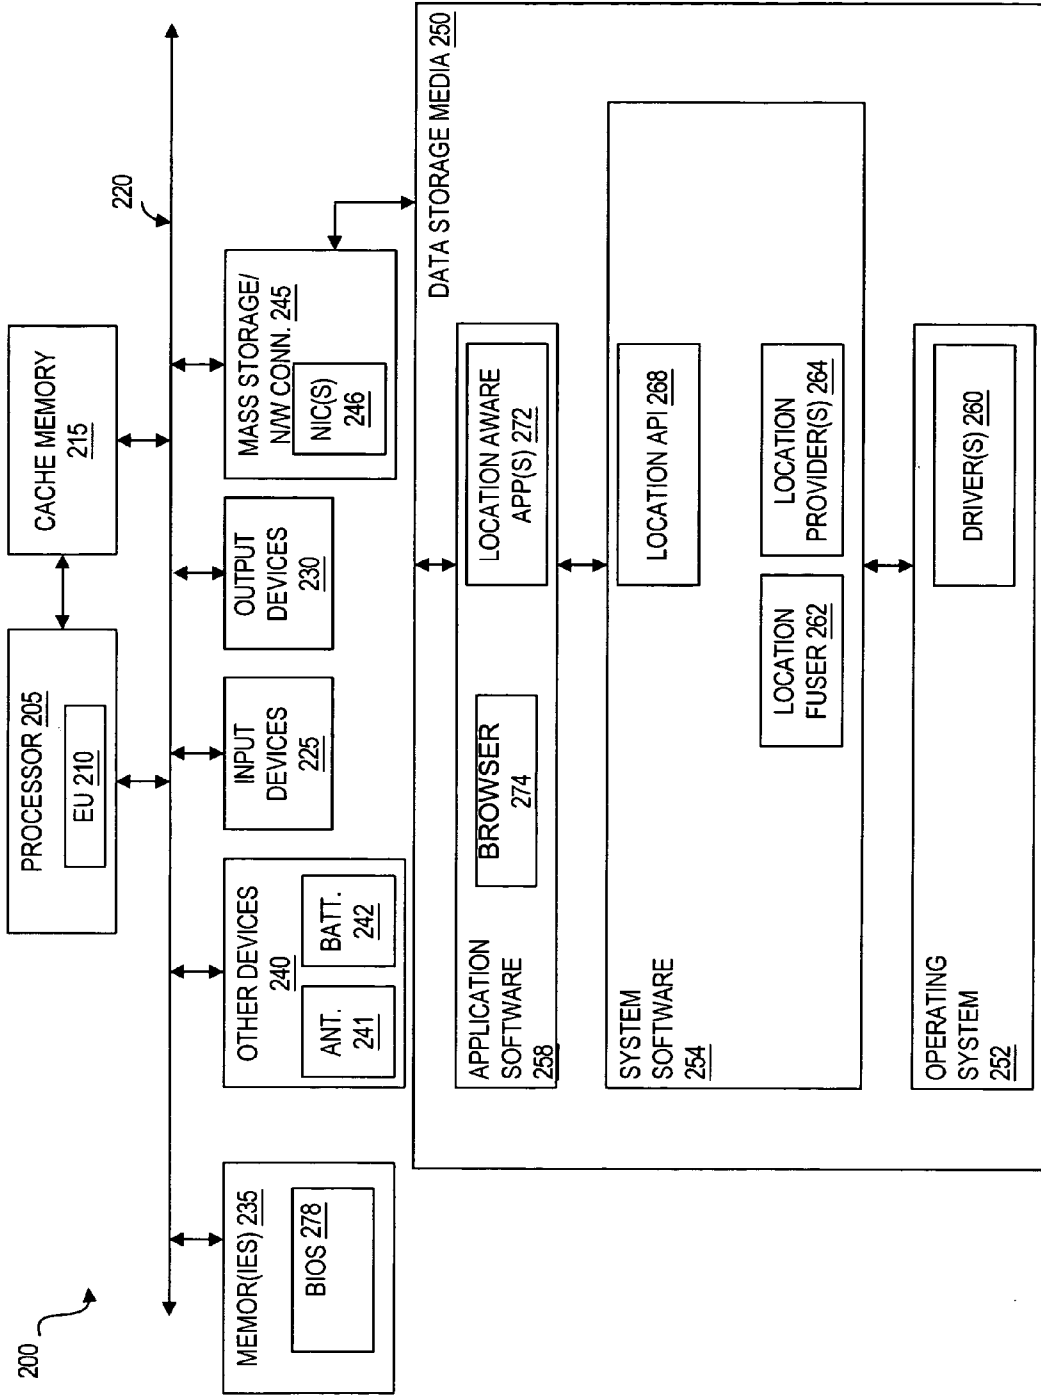 200
PROCESSOR 205
EU 210
CACHE MEMORY
215
220
MEMOR(IES) 235
BIOS 278
OTHER DEVICES
240
ANT.
241
BATT.
242
INPUT
DEVICES
225
OUTPUT
DEVICES
230
MASS STORAGE/
N/W CONN. 245
NIC(S)
246
DATA STORAGE MEDIA 250
APPLICATION
SOFTWARE
258
BROWSER
274
LOCATION AWARE
APP(S) 272
SYSTEM
SOFTWARE
254
LOCATION API 268
LOCATION
FUSER 262
LOCATION
PROVIDER(S) 264
OPERATING
SYSTEM
252
DRIVER(S) 260